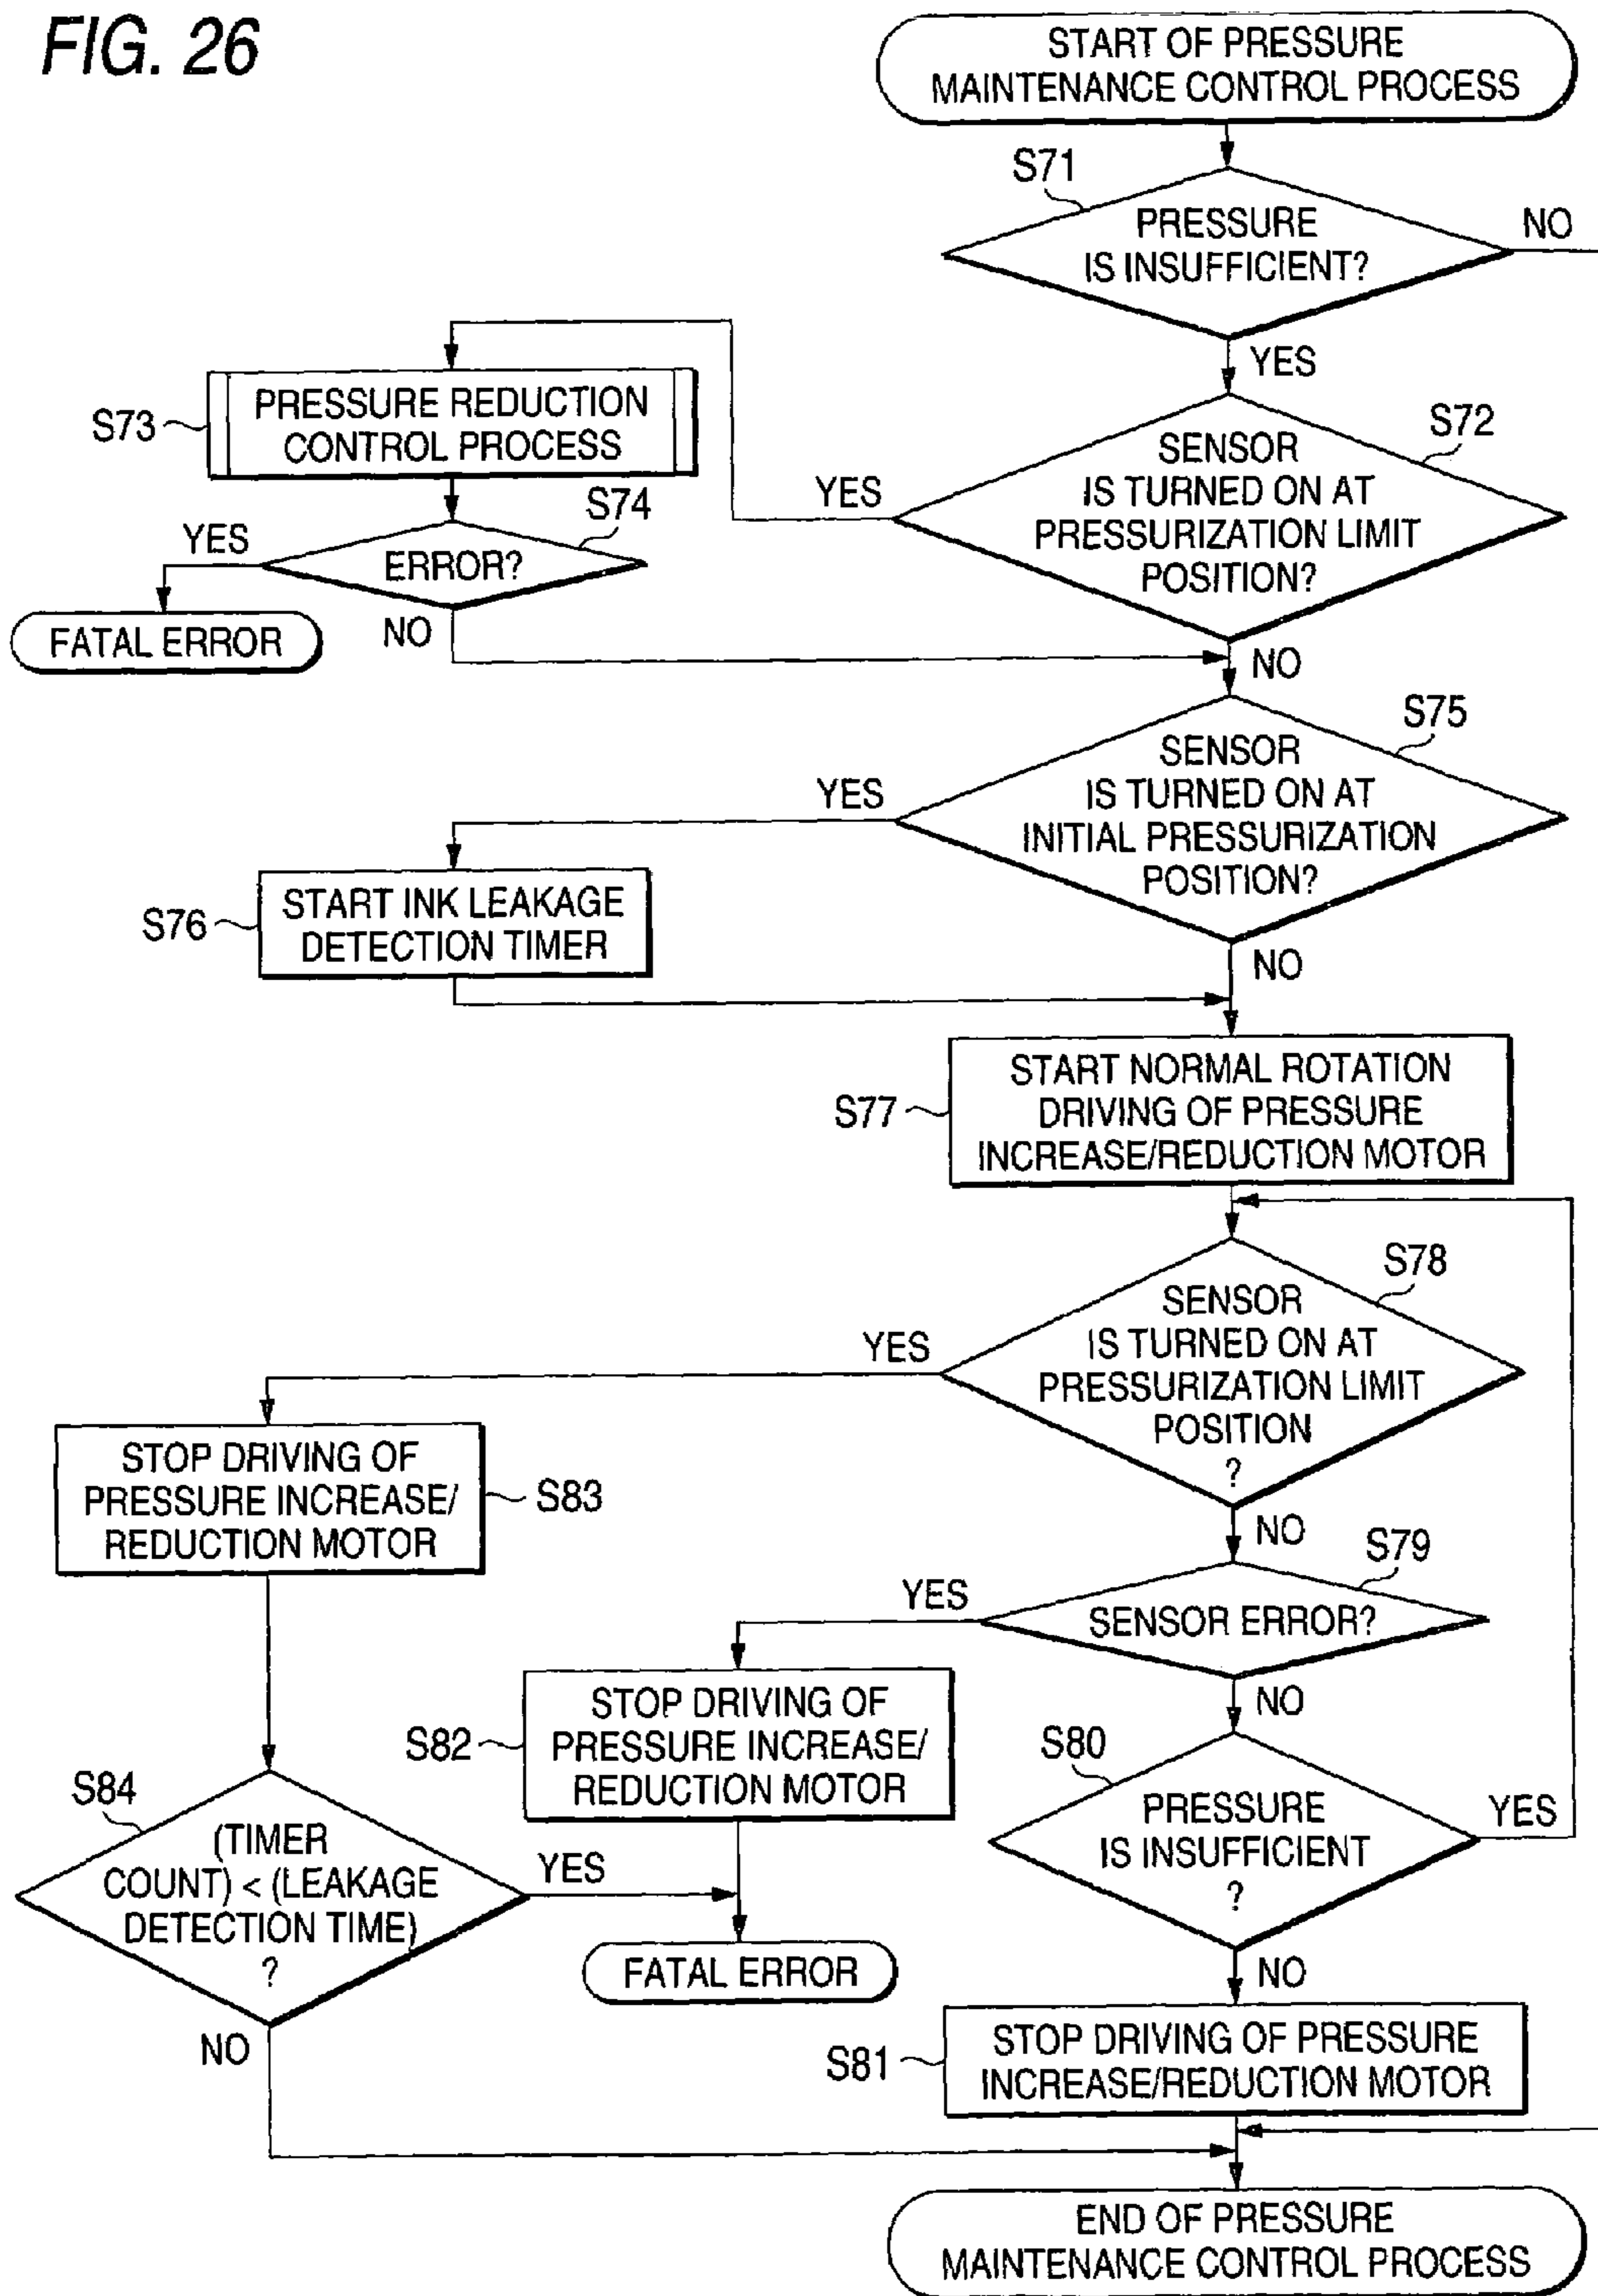 FIG. 26
START OF PRESSURE
MAINTENANCE CONTROL PROCESS
S71
PRESSURE
IS INSUFFICIENT?
NO
YES
S72
SENSOR
IS TURNED ON AT
PRESSURIZATION LIMIT
POSITION?
YES
NO
S73
PRESSURE REDUCTION
CONTROL PROCESS
S74
ERROR?
YES
NO
FATAL ERROR
S75
SENSOR
IS TURNED ON AT
INITIAL PRESSURIZATION
POSITION?
YES
NO
S76
START INK LEAKAGE
DETECTION TIMER
S77
START NORMAL ROTATION
DRIVING OF PRESSURE
INCREASE/REDUCTION MOTOR
S78
SENSOR
IS TURNED ON AT
PRESSURIZATION LIMIT
POSITION
?
YES
NO
S79
SENSOR ERROR?
YES
NO
S80
PRESSURE
IS INSUFFICIENT
?
YES
NO
S81
STOP DRIVING OF PRESSURE
INCREASE/REDUCTION MOTOR
S82
STOP DRIVING OF
PRESSURE INCREASE/
REDUCTION MOTOR
S83
STOP DRIVING OF
PRESSURE INCREASE/
REDUCTION MOTOR
S84
(TIMER
COUNT) < (LEAKAGE
DETECTION TIME)
?
YES
NO
FATAL ERROR
END OF PRESSURE
MAINTENANCE CONTROL PROCESS